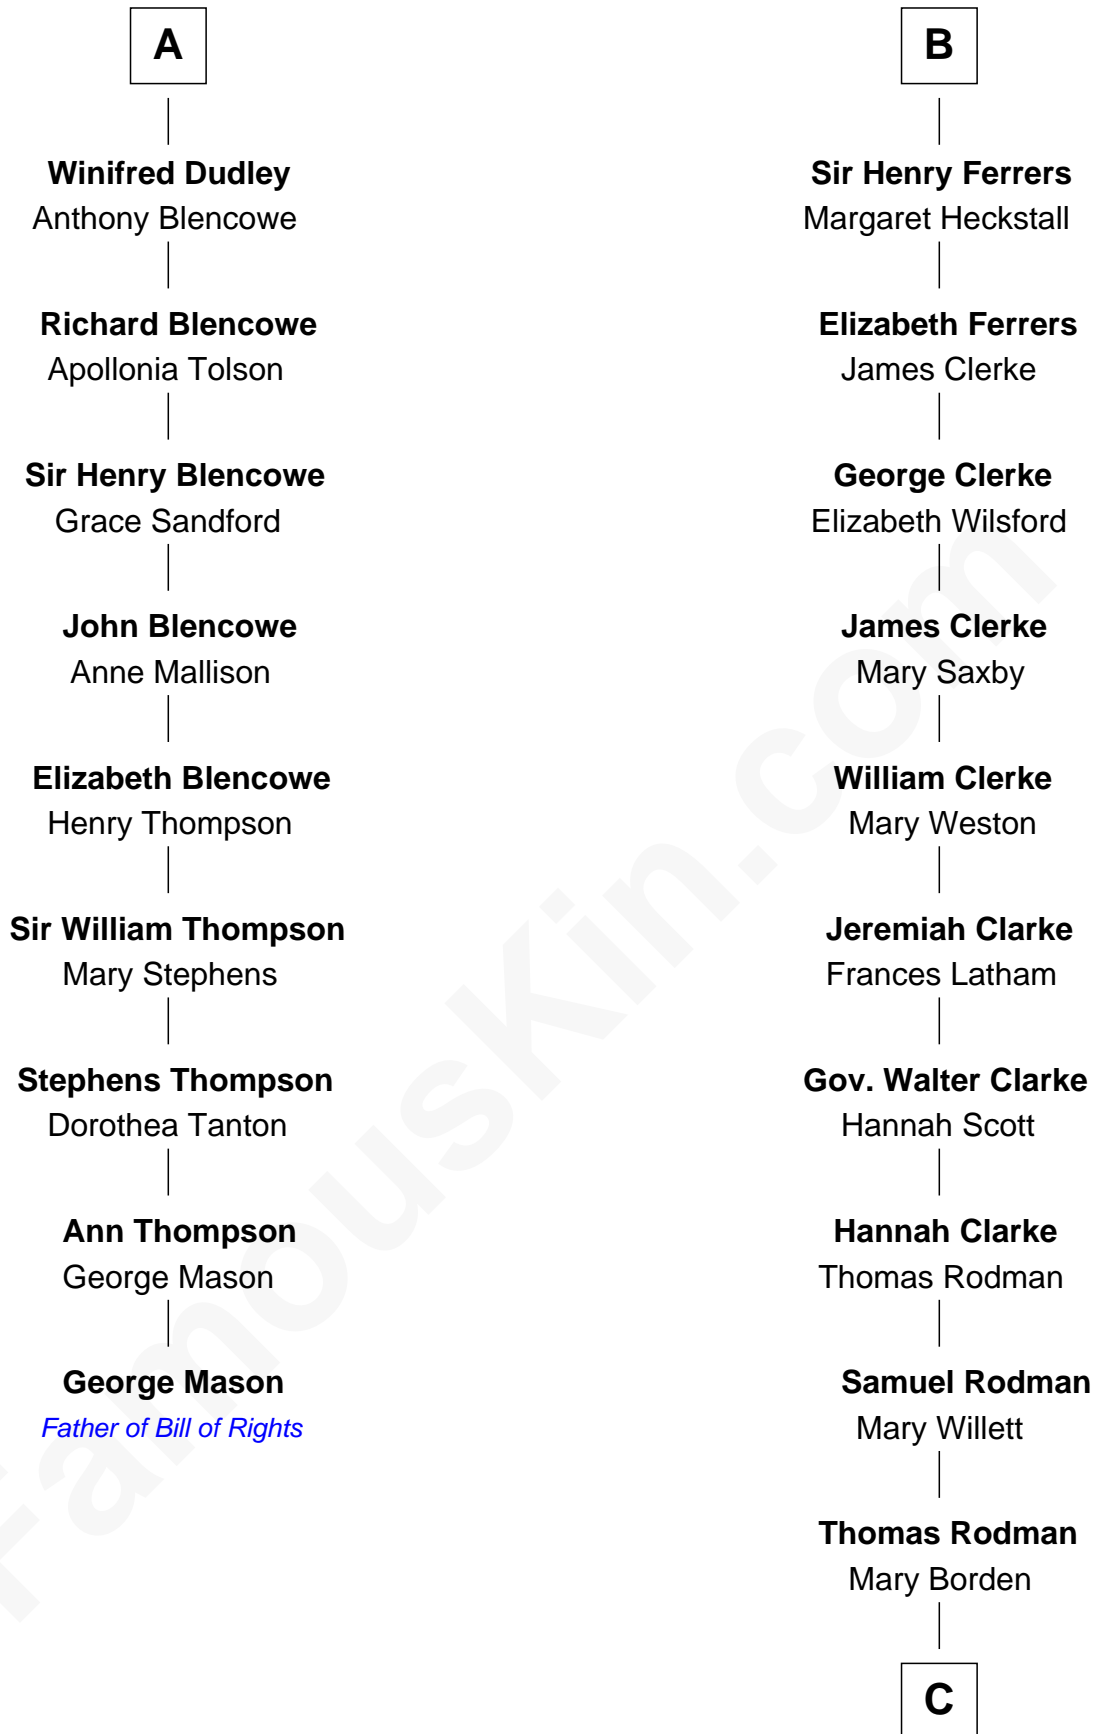 A
Winifred Dudley
Anthony Blencowe
Richard Blencowe
Apollonia Tolson
Sir Henry Blencowe
Grace Sandford
John Blencowe
Anne Mallison
Elizabeth Blencowe
Henry Thompson
Sir William Thompson
Mary Stephens
Stephens Thompson
Dorothea Tanton
Ann Thompson
George Mason
George Mason
Father of Bill of Rights
B
Sir Henry Ferrers
Margaret Heckstall
Elizabeth Ferrers
James Clerke
George Clerke
Elizabeth Wilsford
James Clerke
Mary Saxby
William Clerke
Mary Weston
Jeremiah Clarke
Frances Latham
Gov. Walter Clarke
Hannah Scott
Hannah Clarke
Thomas Rodman
Samuel Rodman
Mary Willett
Thomas Rodman
Mary Borden
C
FamousKin.com